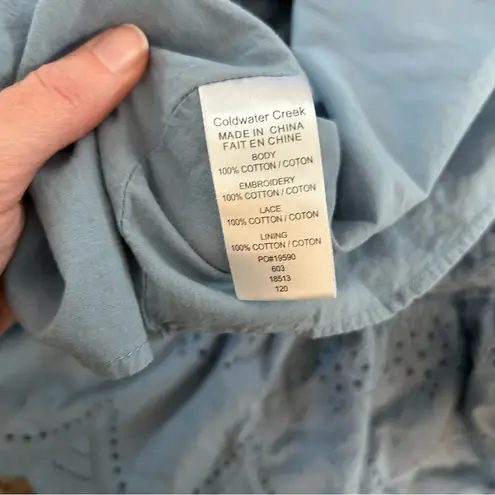 Coldwater Creek
MADE IN CHINA
FAIT EN CHINE
BODY
100% COTTON / COTON
EMBROIDERY
100% COTTON / COTON
LACE
100% COTTON / COTON
LINING
100% COTTON / COTON
PO#19590
603
18513
120